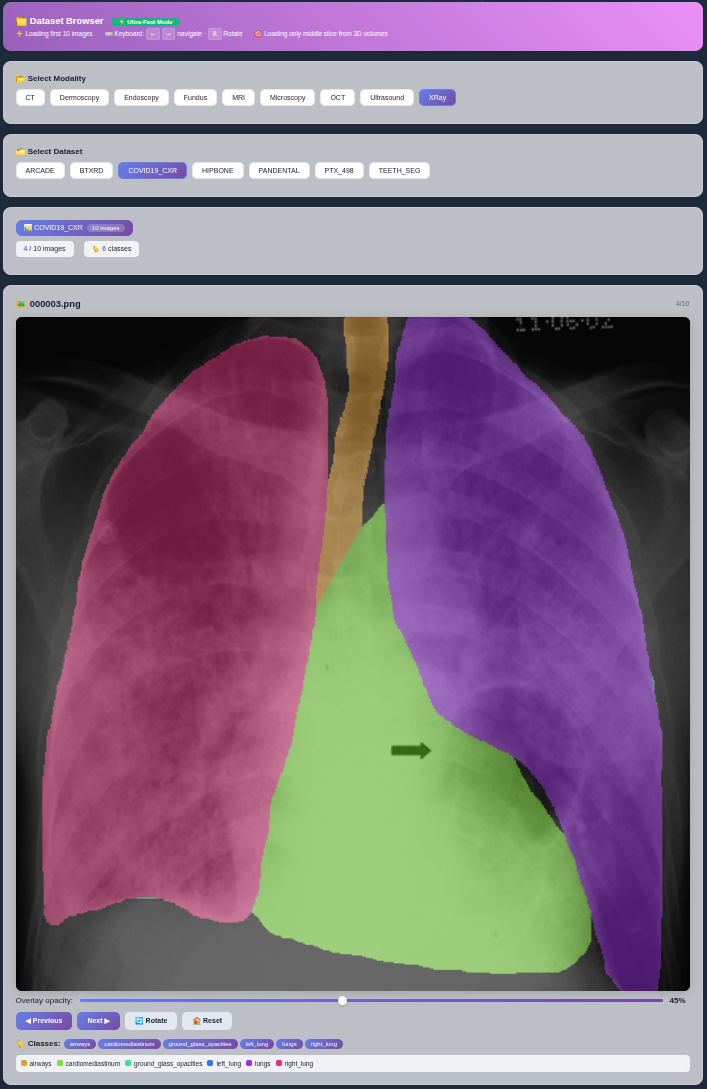 Dataset Browser ⚡ Ultra-Fast Mode
Loading first 10 images Keyboard: ← → navigate · R Rotate Loading only middle slice from 3D volumes
Select Modality
CT Dermoscopy Endoscopy Fundus MRI Microscopy OCT Ultrasound XRay
Select Dataset
ARCADE BTXRD COVID19_CXR HIPBONE PANDENTAL PTX_498 TEETH_SEG
COVID19_CXR 10 images
4 / 10 images 6 classes
000003.png 4/10
11·06·02
Overlay opacity: 45%
◀ Previous Next ▶ Rotate Reset
Classes: airways cardiomediastinum ground_glass_opacities left_lung lungs right_lung
airways cardiomediastinum ground_glass_opacities left_lung lungs right_lung